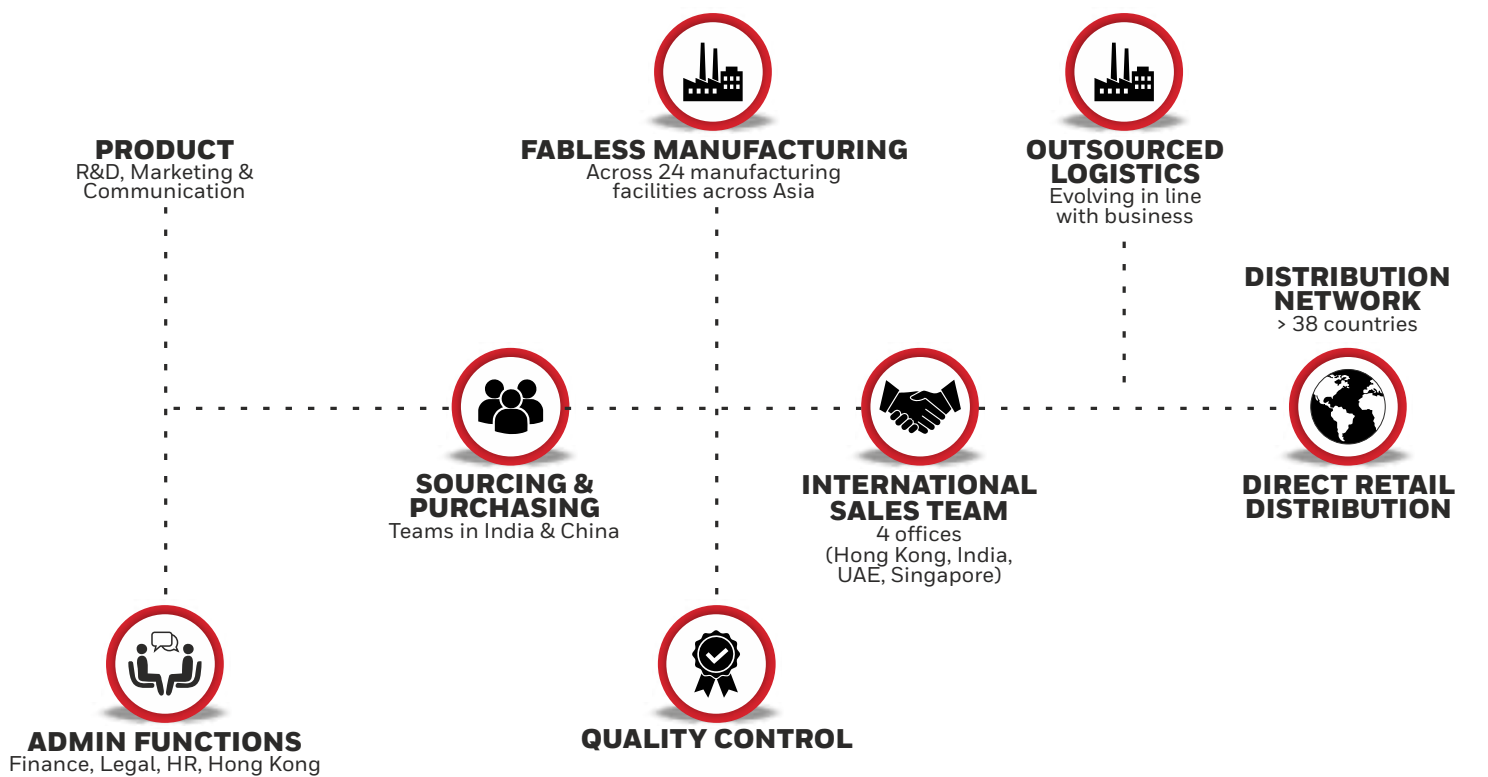 PRODUCT
R&D, Marketing &
Communication
FABLESS MANUFACTURING
Across 24 manufacturing
facilities across Asia
OUTSOURCED
LOGISTICS
Evolving in line
with business
DISTRIBUTION
NETWORK
> 38 countries
SOURCING &
PURCHASING
Teams in India & China
INTERNATIONAL
SALES TEAM
4 offices
(Hong Kong, India,
UAE, Singapore)
DIRECT RETAIL
DISTRIBUTION
ADMIN FUNCTIONS
Finance, Legal, HR, Hong Kong
QUALITY CONTROL